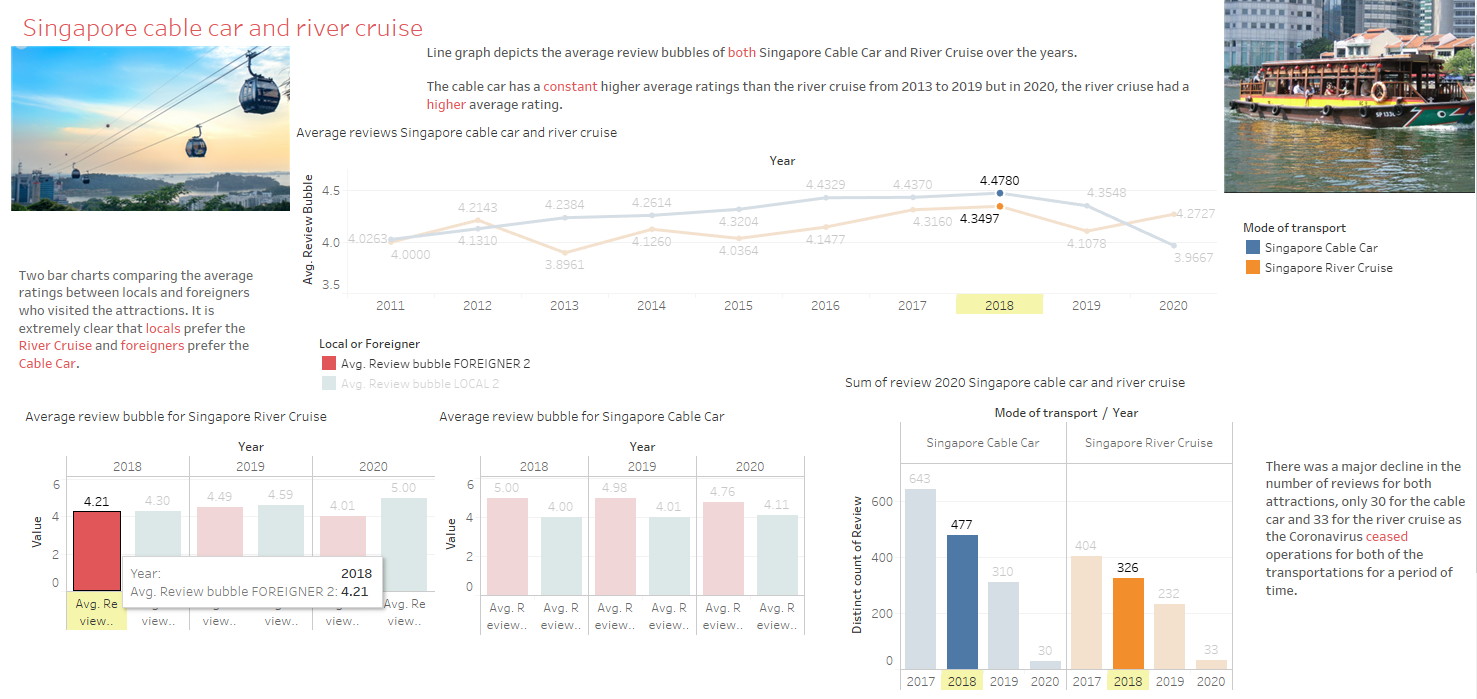 Singapore cable car and river cruise
Line graph depicts the average review bubbles of both Singapore Cable Car and River Cruise over the years.
The cable car has a constant higher average ratings than the river cruise from 2013 to 2019 but in 2020, the river criuse had a
higher average rating.
Average reviews Singapore cable car and river cruise
Year
Avg. Review Bubble
4.5
4.0
3.5
4.0263
4.0000
4.2143
4.1310
4.2384
3.8961
4.2614
4.1260
4.3204
4.0364
4.4329
4.1477
4.4370
4.3160
4.4780
4.3497
4.3548
4.1078
4.2727
3.9667
2011 2012 2013 2014 2015 2016 2017 2018 2019 2020
SP 133L
Mode of transport
Singapore Cable Car
Singapore River Cruise
Two bar charts comparing the average
ratings between locals and foreigners
who visited the attractions. It is
extremely clear that locals prefer the
River Cruise and foreigners prefer the
Cable Car.
Local or Foreigner
Avg. Review bubble FOREIGNER 2
Avg. Review bubble LOCAL 2
Average review bubble for Singapore River Cruise
Year
2018 2019 2020
Value
6
4
2
0
4.21 4.30 4.49 4.59 4.01 5.00
Year: 2018
Avg. Review bubble FOREIGNER 2: 4.21
Avg. Re
view..
view..
view..
view..
view..
Avg. Re
view..
Average review bubble for Singapore Cable Car
Year
2018 2019 2020
Value
6
4
2
0
5.00 4.00 4.98 4.01 4.76 4.11
Avg. R Avg. R Avg. R Avg. R Avg. R Avg. R
eview.. eview.. eview.. eview.. eview.. eview..
Sum of review 2020 Singapore cable car and river cruise
Mode of transport / Year
Singapore Cable Car Singapore River Cruise
Distinct count of Review
600
400
200
0
643 477 310 30 404 326 232 33
2017 2018 2019 2020 2017 2018 2019 2020
There was a major decline in the
number of reviews for both
attractions, only 30 for the cable
car and 33 for the river cruise as
the Coronavirus ceased
operations for both of the
transportations for a period of
time.